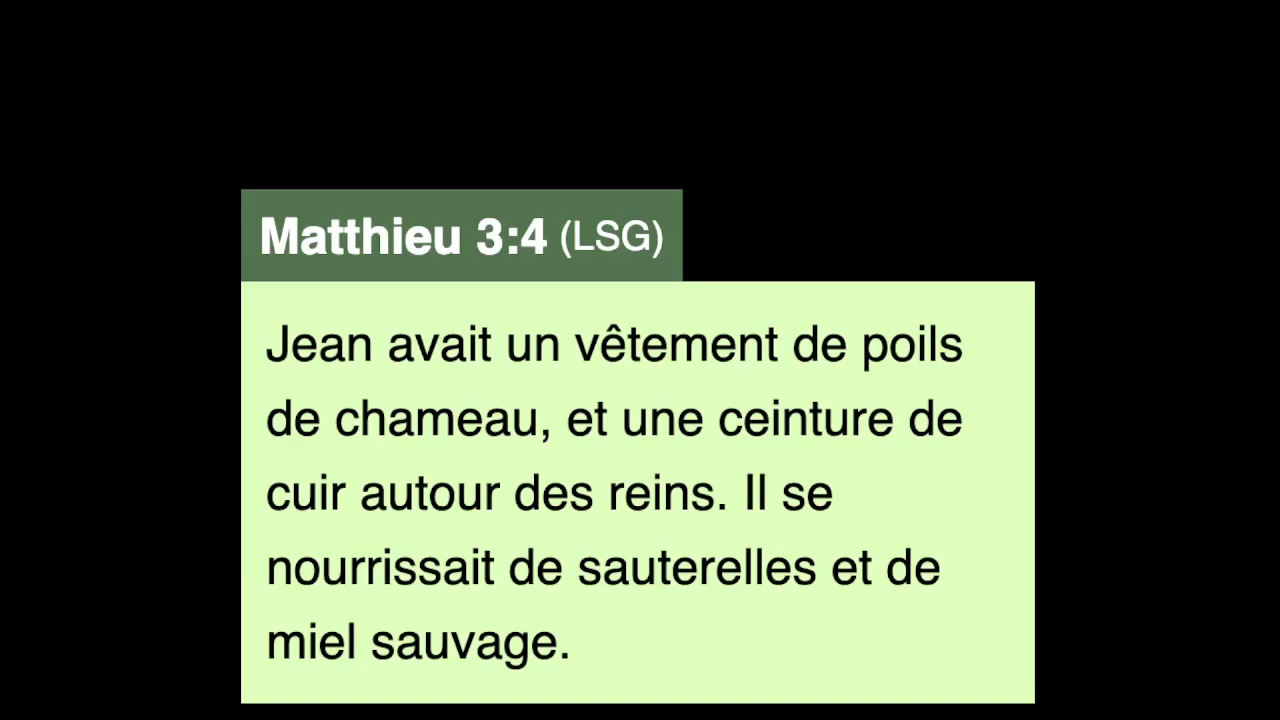 Matthieu 3:4 (LSG)
Jean avait un vêtement de poils
de chameau, et une ceinture de
cuir autour des reins. Il se
nourrissait de sauterelles et de
miel sauvage.